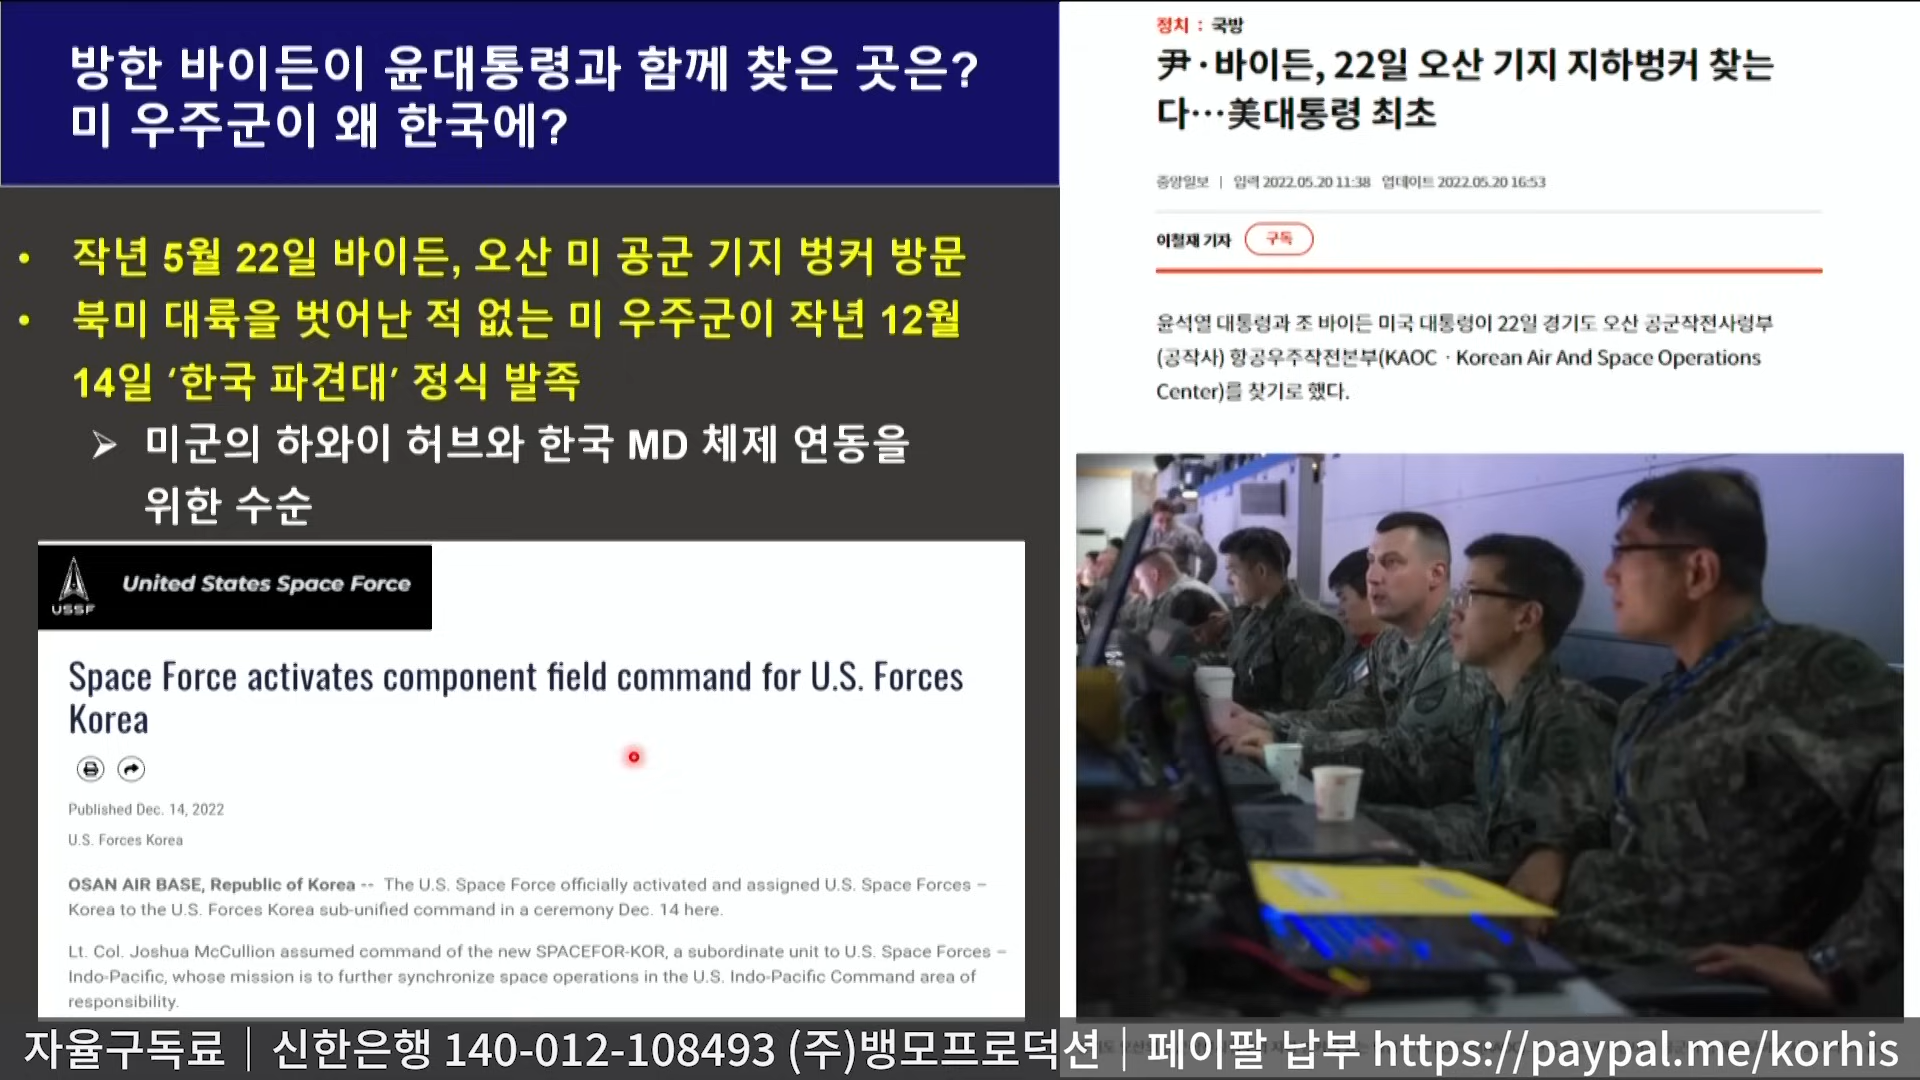 방한 바이든이 윤대통령과 함께 찾은 곳은?
미 우주군이 왜 한국에?
• 작년 5월 22일 바이든, 오산 미 공군 기지 벙커 방문
• 북미 대륙을 벗어난 적 없는 미 우주군이 작년 12월
14일 ‘한국 파견대’ 정식 발족
➢ 미군의 하와이 허브와 한국 MD 체제 연동을
위한 수순
USSF
United States Space Force
Space Force activates component field command for U.S. Forces
Korea
Published Dec. 14, 2022
U.S. Forces Korea
OSAN AIR BASE, Republic of Korea -- The U.S. Space Force officially activated and assigned U.S. Space Forces –
Korea to the U.S. Forces Korea sub-unified command in a ceremony Dec. 14 here.
Lt. Col. Joshua McCullion assumed command of the new SPACEFOR-KOR, a subordinate unit to U.S. Space Forces –
Indo-Pacific, whose mission is to further synchronize space operations in the U.S. Indo-Pacific Command area of
responsibility.
정치 : 국방
尹·바이든, 22일 오산 기지 지하벙커 찾는
다…美대통령 최초
중앙일보 | 입력 2022.05.20 11:38 업데이트 2022.05.20 16:53
이철재 기자 구독
윤석열 대통령과 조 바이든 미국 대통령이 22일 경기도 오산 공군작전사령부
(공작사) 항공우주작전본부(KAOC · Korean Air And Space Operations
Center)를 찾기로 했다.
자율구독료│신한은행 140-012-108493 (주)뱅모프로덕션│페이팔 납부 https://paypal.me/korhis